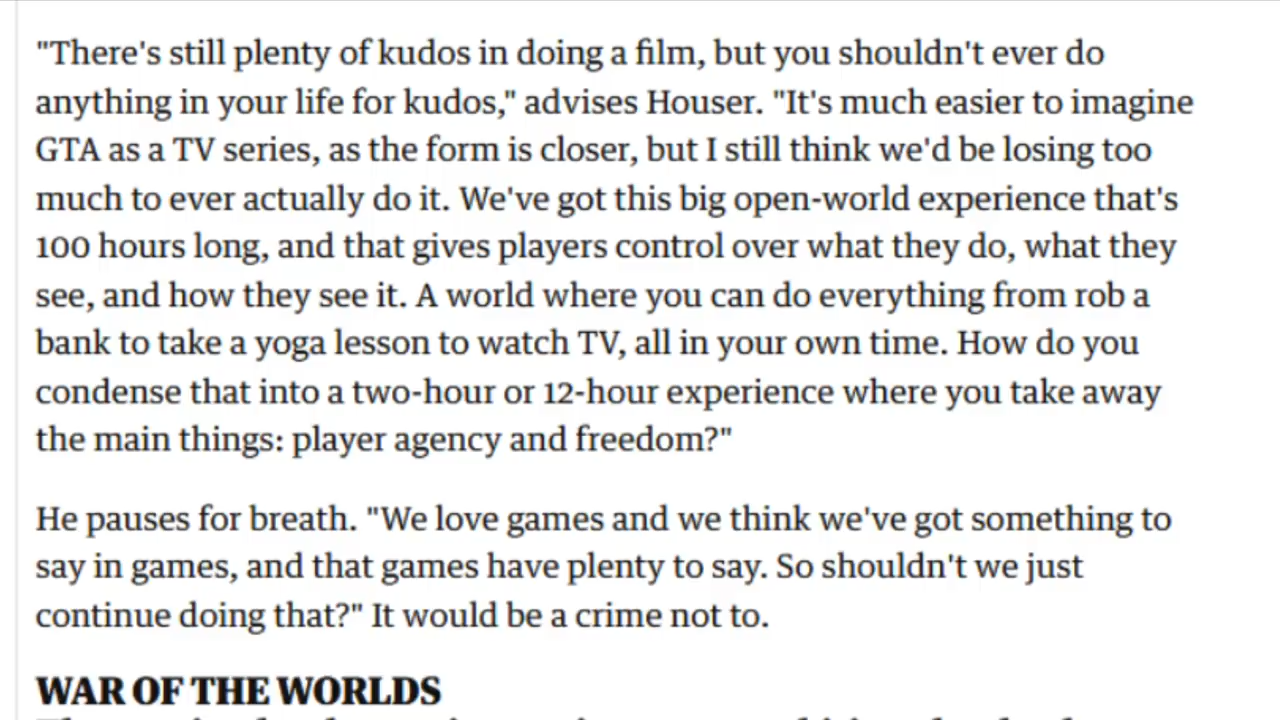 "There's still plenty of kudos in doing a film, but you shouldn't ever do
anything in your life for kudos," advises Houser. "It's much easier to imagine
GTA as a TV series, as the form is closer, but I still think we'd be losing too
much to ever actually do it. We've got this big open-world experience that's
100 hours long, and that gives players control over what they do, what they
see, and how they see it. A world where you can do everything from rob a
bank to take a yoga lesson to watch TV, all in your own time. How do you
condense that into a two-hour or 12-hour experience where you take away
the main things: player agency and freedom?"
He pauses for breath. "We love games and we think we've got something to
say in games, and that games have plenty to say. So shouldn't we just
continue doing that?" It would be a crime not to.
WAR OF THE WORLDS